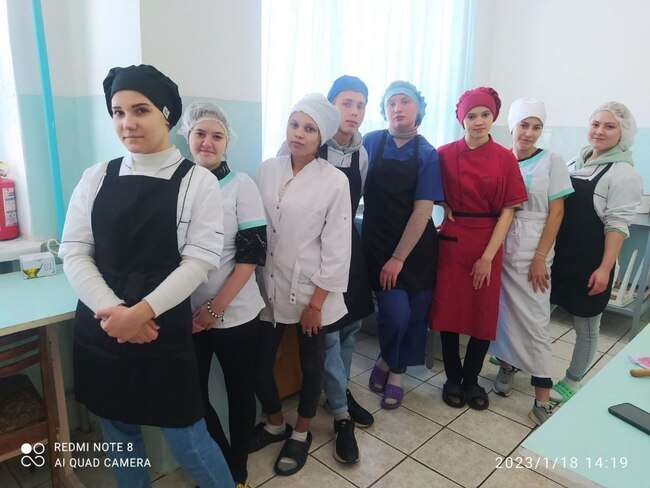 REDMI NOTE 8
AI QUAD CAMERA
2023/1/18 14:19